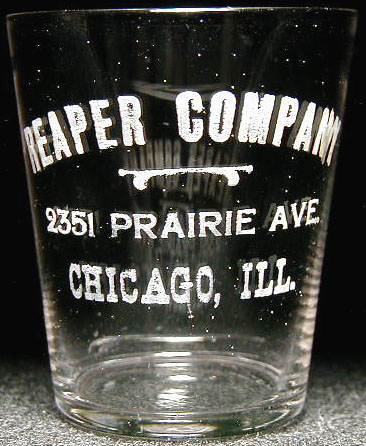 REAPER COMPANY
2351 PRAIRIE AVE.
CHICAGO, ILL.